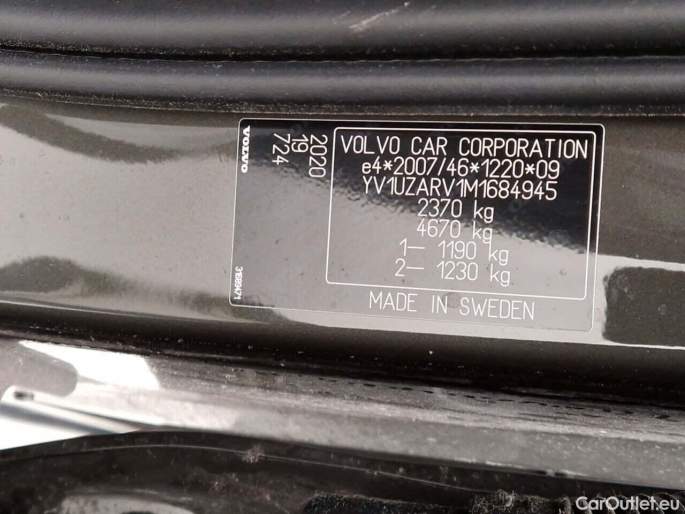 VOLVO
2020
19
724
31689471
VOLVO CAR CORPORATION
e4*2007/46*1220*09
YV1UZARV1M1684945
2370 kg
4670 kg
1— 1190 kg
2— 1230 kg
MADE IN SWEDEN
CarOutlet.eu